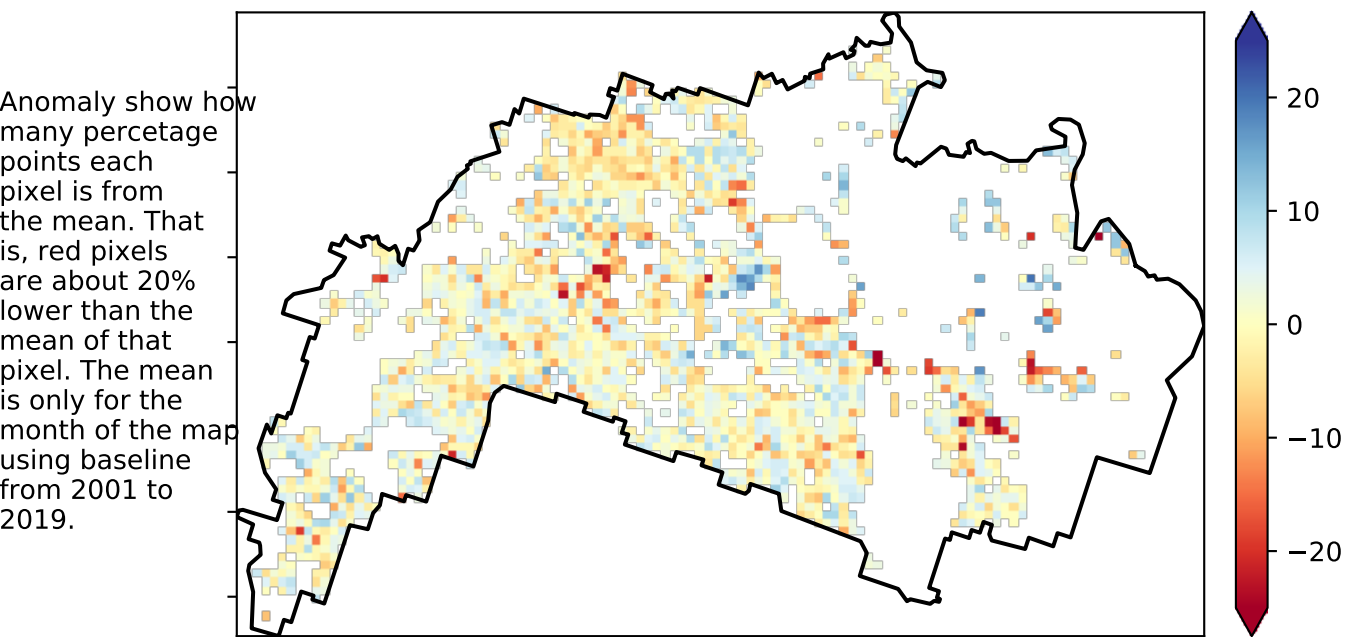 Anomaly show how
many percetage
points each
pixel is from
the mean. That
is, red pixels
are about 20%
lower than the
mean of that
pixel. The mean
is only for the
month of the map
using baseline
from 2001 to
2019.
20
10
0
−10
−20